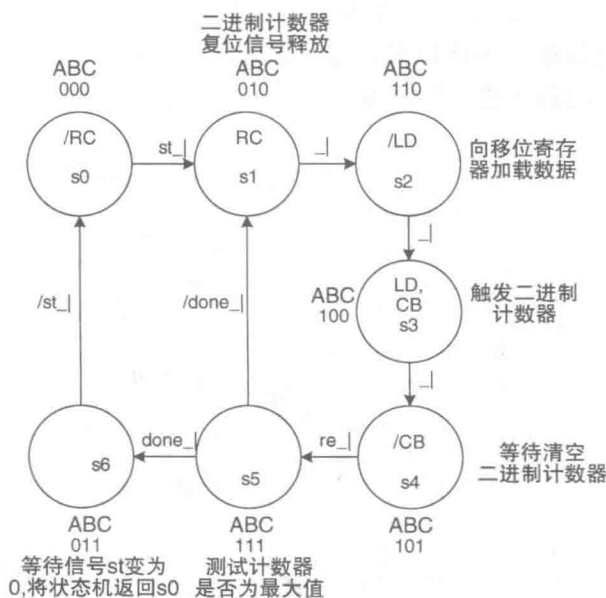 二进制计数器
复位信号释放
ABC
000
ABC
010
ABC
110
/RC
s0
st_|
RC
s1
_|
/LD
s2
向移位寄存
器加载数据
_|
ABC
100
LD,
CB
s3
触发二进制
计数器
/st_|
/done_|
_|
s6
done_|
s5
re_|
/CB
s4
等待清空
二进制计数器
ABC
011
ABC
111
ABC
101
等待信号st变为
0,将状态机返回s0
测试计数器
是否为最大值